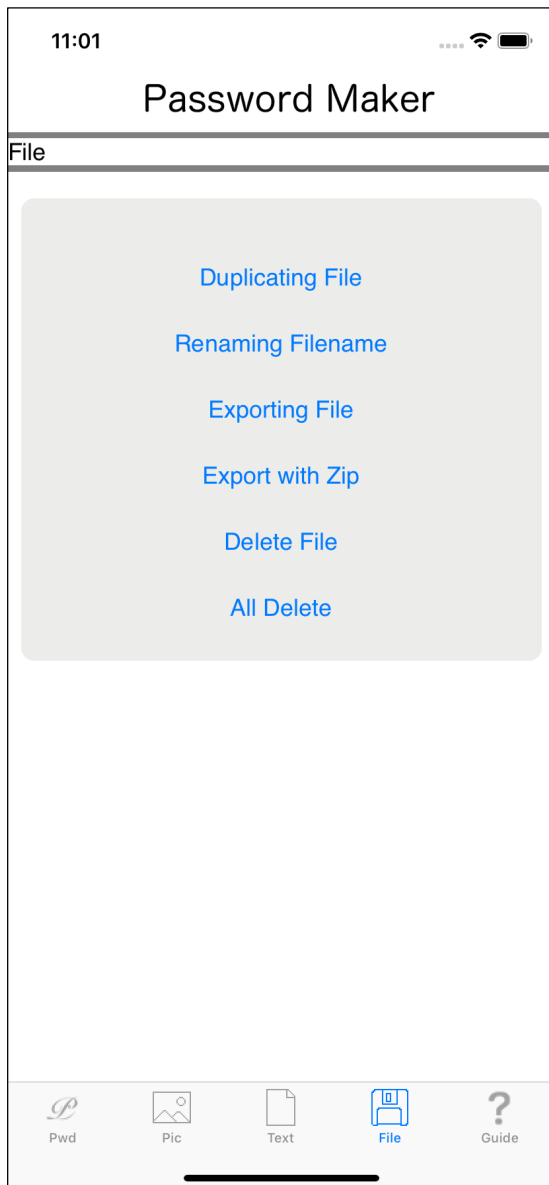 11:01
Password Maker
File
Duplicating File
Renaming Filename
Exporting File
Export with Zip
Delete File
All Delete
Pwd Pic Text File Guide